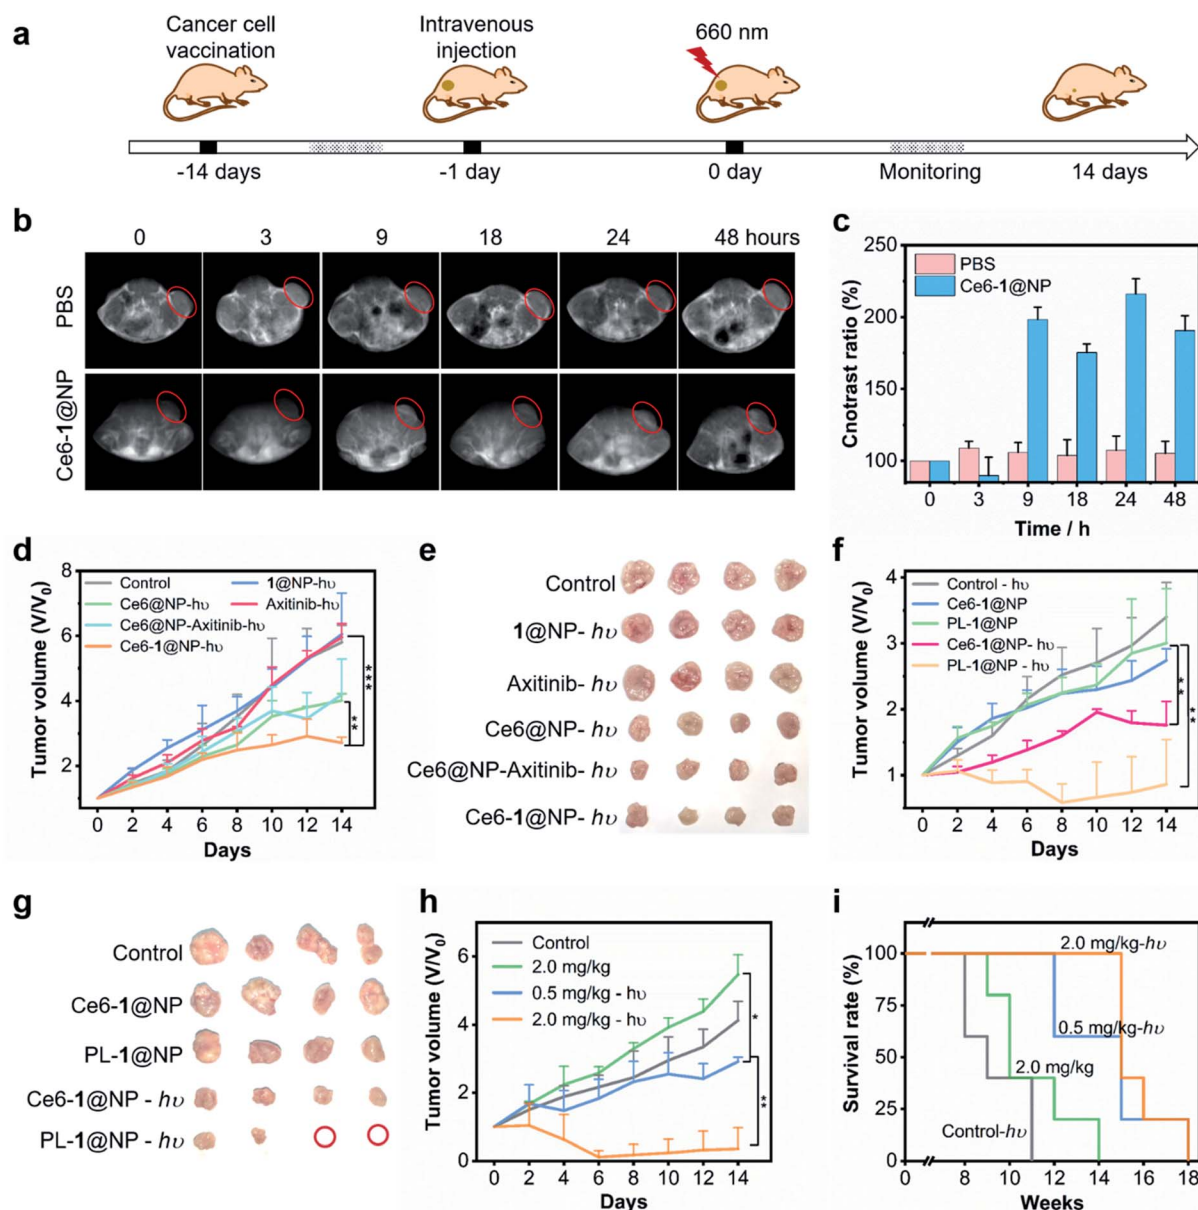 a
Cancer cell
vaccination
Intravenous
injection
660 nm
-14 days
-1 day
0 day
Monitoring
14 days
b
0 3 9 18 24 48 hours
PBS
Ce6-1@NP
c
250
200
150
100
Cnotrast ratio (%)
PBS
Ce6-1@NP
0 3 9 18 24 48
Time / h
d
8
6
4
2
Tumor volume (V/V0)
Control
1@NP-hυ
Ce6@NP-hυ
Axitinib-hυ
Ce6@NP-Axitinib-hυ
Ce6-1@NP-hυ
***
**
0 2 4 6 8 10 12 14
Days
e
Control
1@NP- hυ
Axitinib- hυ
Ce6@NP- hυ
Ce6@NP-Axitinib- hυ
Ce6-1@NP- hυ
f
4
3
2
1
Tumor volume (V/V0)
Control - hυ
Ce6-1@NP
PL-1@NP
Ce6-1@NP- hυ
PL-1@NP - hυ
**
**
0 2 4 6 8 10 12 14
Days
g
Control
Ce6-1@NP
PL-1@NP
Ce6-1@NP - hυ
PL-1@NP - hυ
h
6
4
2
0
Tumor volume (V/V0)
Control
2.0 mg/kg
0.5 mg/kg - hυ
2.0 mg/kg - hυ
*
**
0 2 4 6 8 10 12 14
Days
i
100
75
50
25
0
Survival rate (%)
2.0 mg/kg-hυ
0.5 mg/kg-hυ
2.0 mg/kg
Control-hυ
0 8 10 12 14 16 18
Weeks